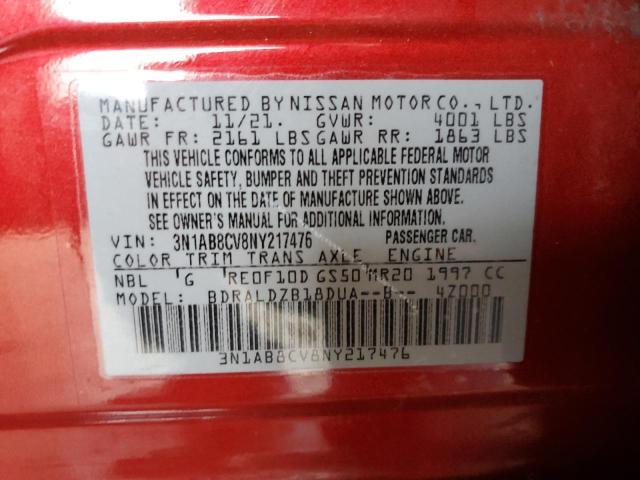 MANUFACTURED BY NISSAN MOTOR CO., LTD.
DATE: 11/21. GVWR: 4001 LBS
GAWR FR: 2161 LBS GAWR RR: 1863 LBS
THIS VEHICLE CONFORMS TO ALL APPLICABLE FEDERAL MOTOR
VEHICLE SAFETY, BUMPER AND THEFT PREVENTION STANDARDS
IN EFFECT ON THE DATE OF MANUFACTURE SHOWN ABOVE.
SEE OWNER'S MANUAL FOR ADDITIONAL INFORMATION.
VIN: 3N1AB8CV8NY217476 PASSENGER CAR.
COLOR TRIM TRANS AXLE ENGINE
NBL G RE0F10D GS50 MR20 1997 CC
MODEL: BDRALDZB18DUA--B-- 4Z000
3N1AB8CV8NY217476